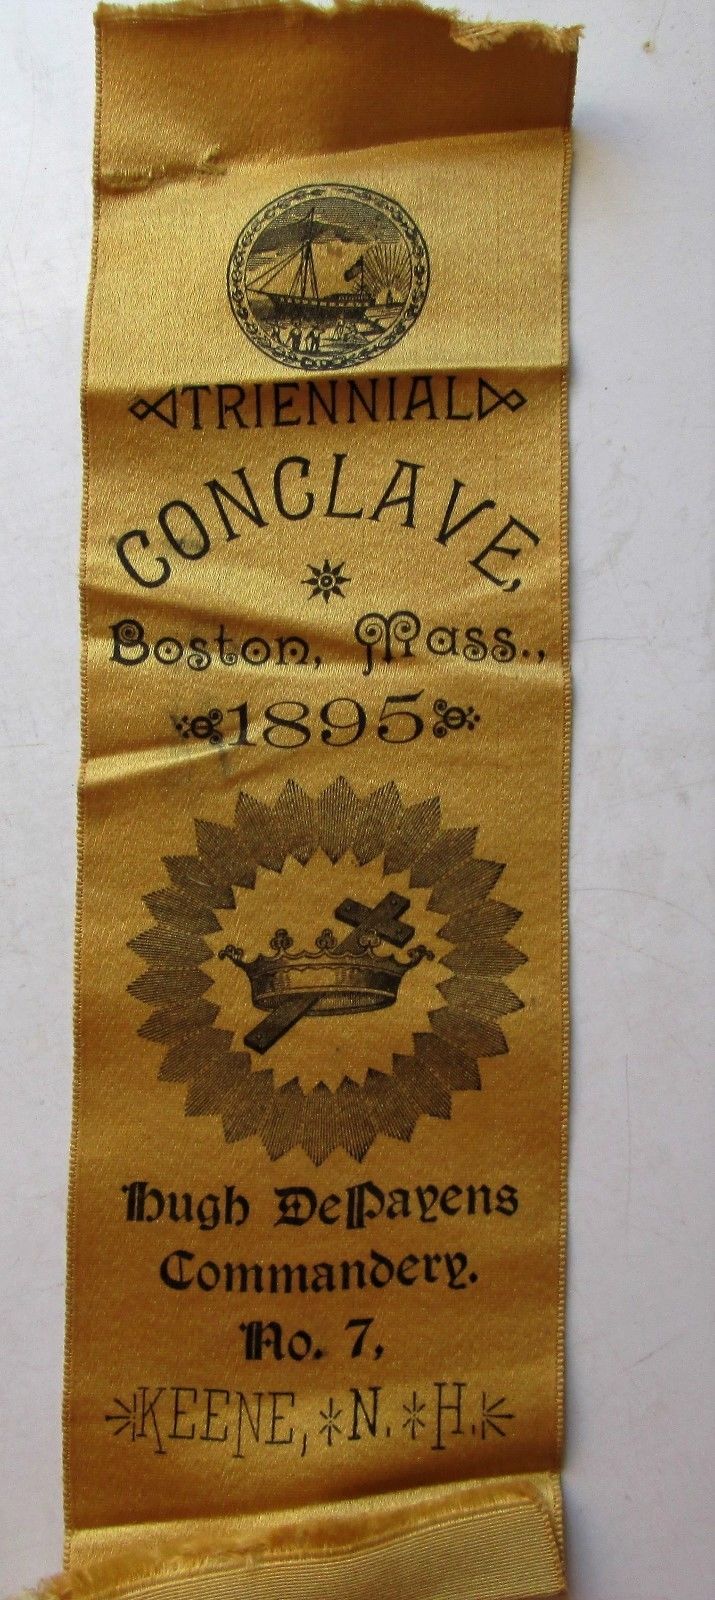 TRIENNIAL
CONCLAVE,
Boston, Mass.,
1895
Hugh DePayens
Commandery.
No. 7,
KEENE, N. H.